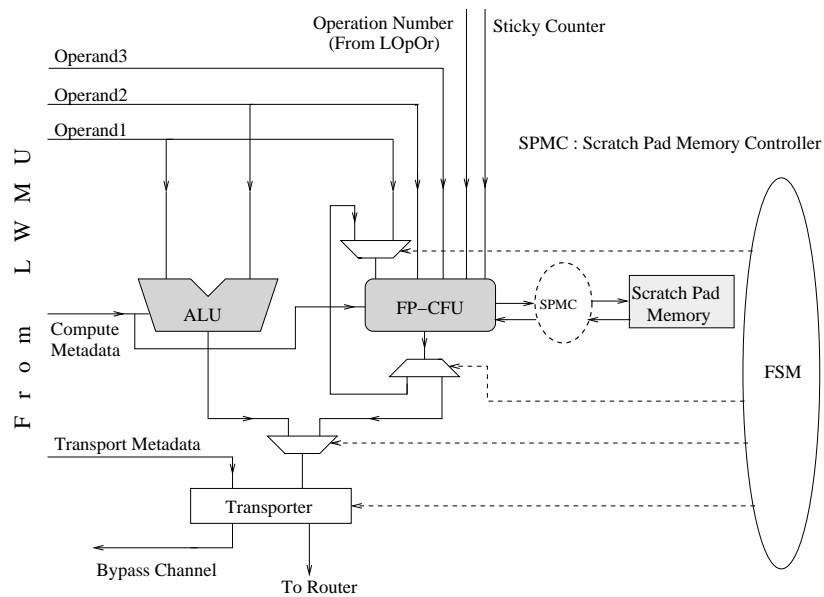 Operation Number
(From LOpOr)
Sticky Counter
Operand3
Operand2
Operand1
SPMC : Scratch Pad Memory Controller
From LWMU
ALU
FP-CFU
SPMC
Scratch Pad
Memory
Compute
Metadata
FSM
Transport Metadata
Transporter
Bypass Channel
To Router